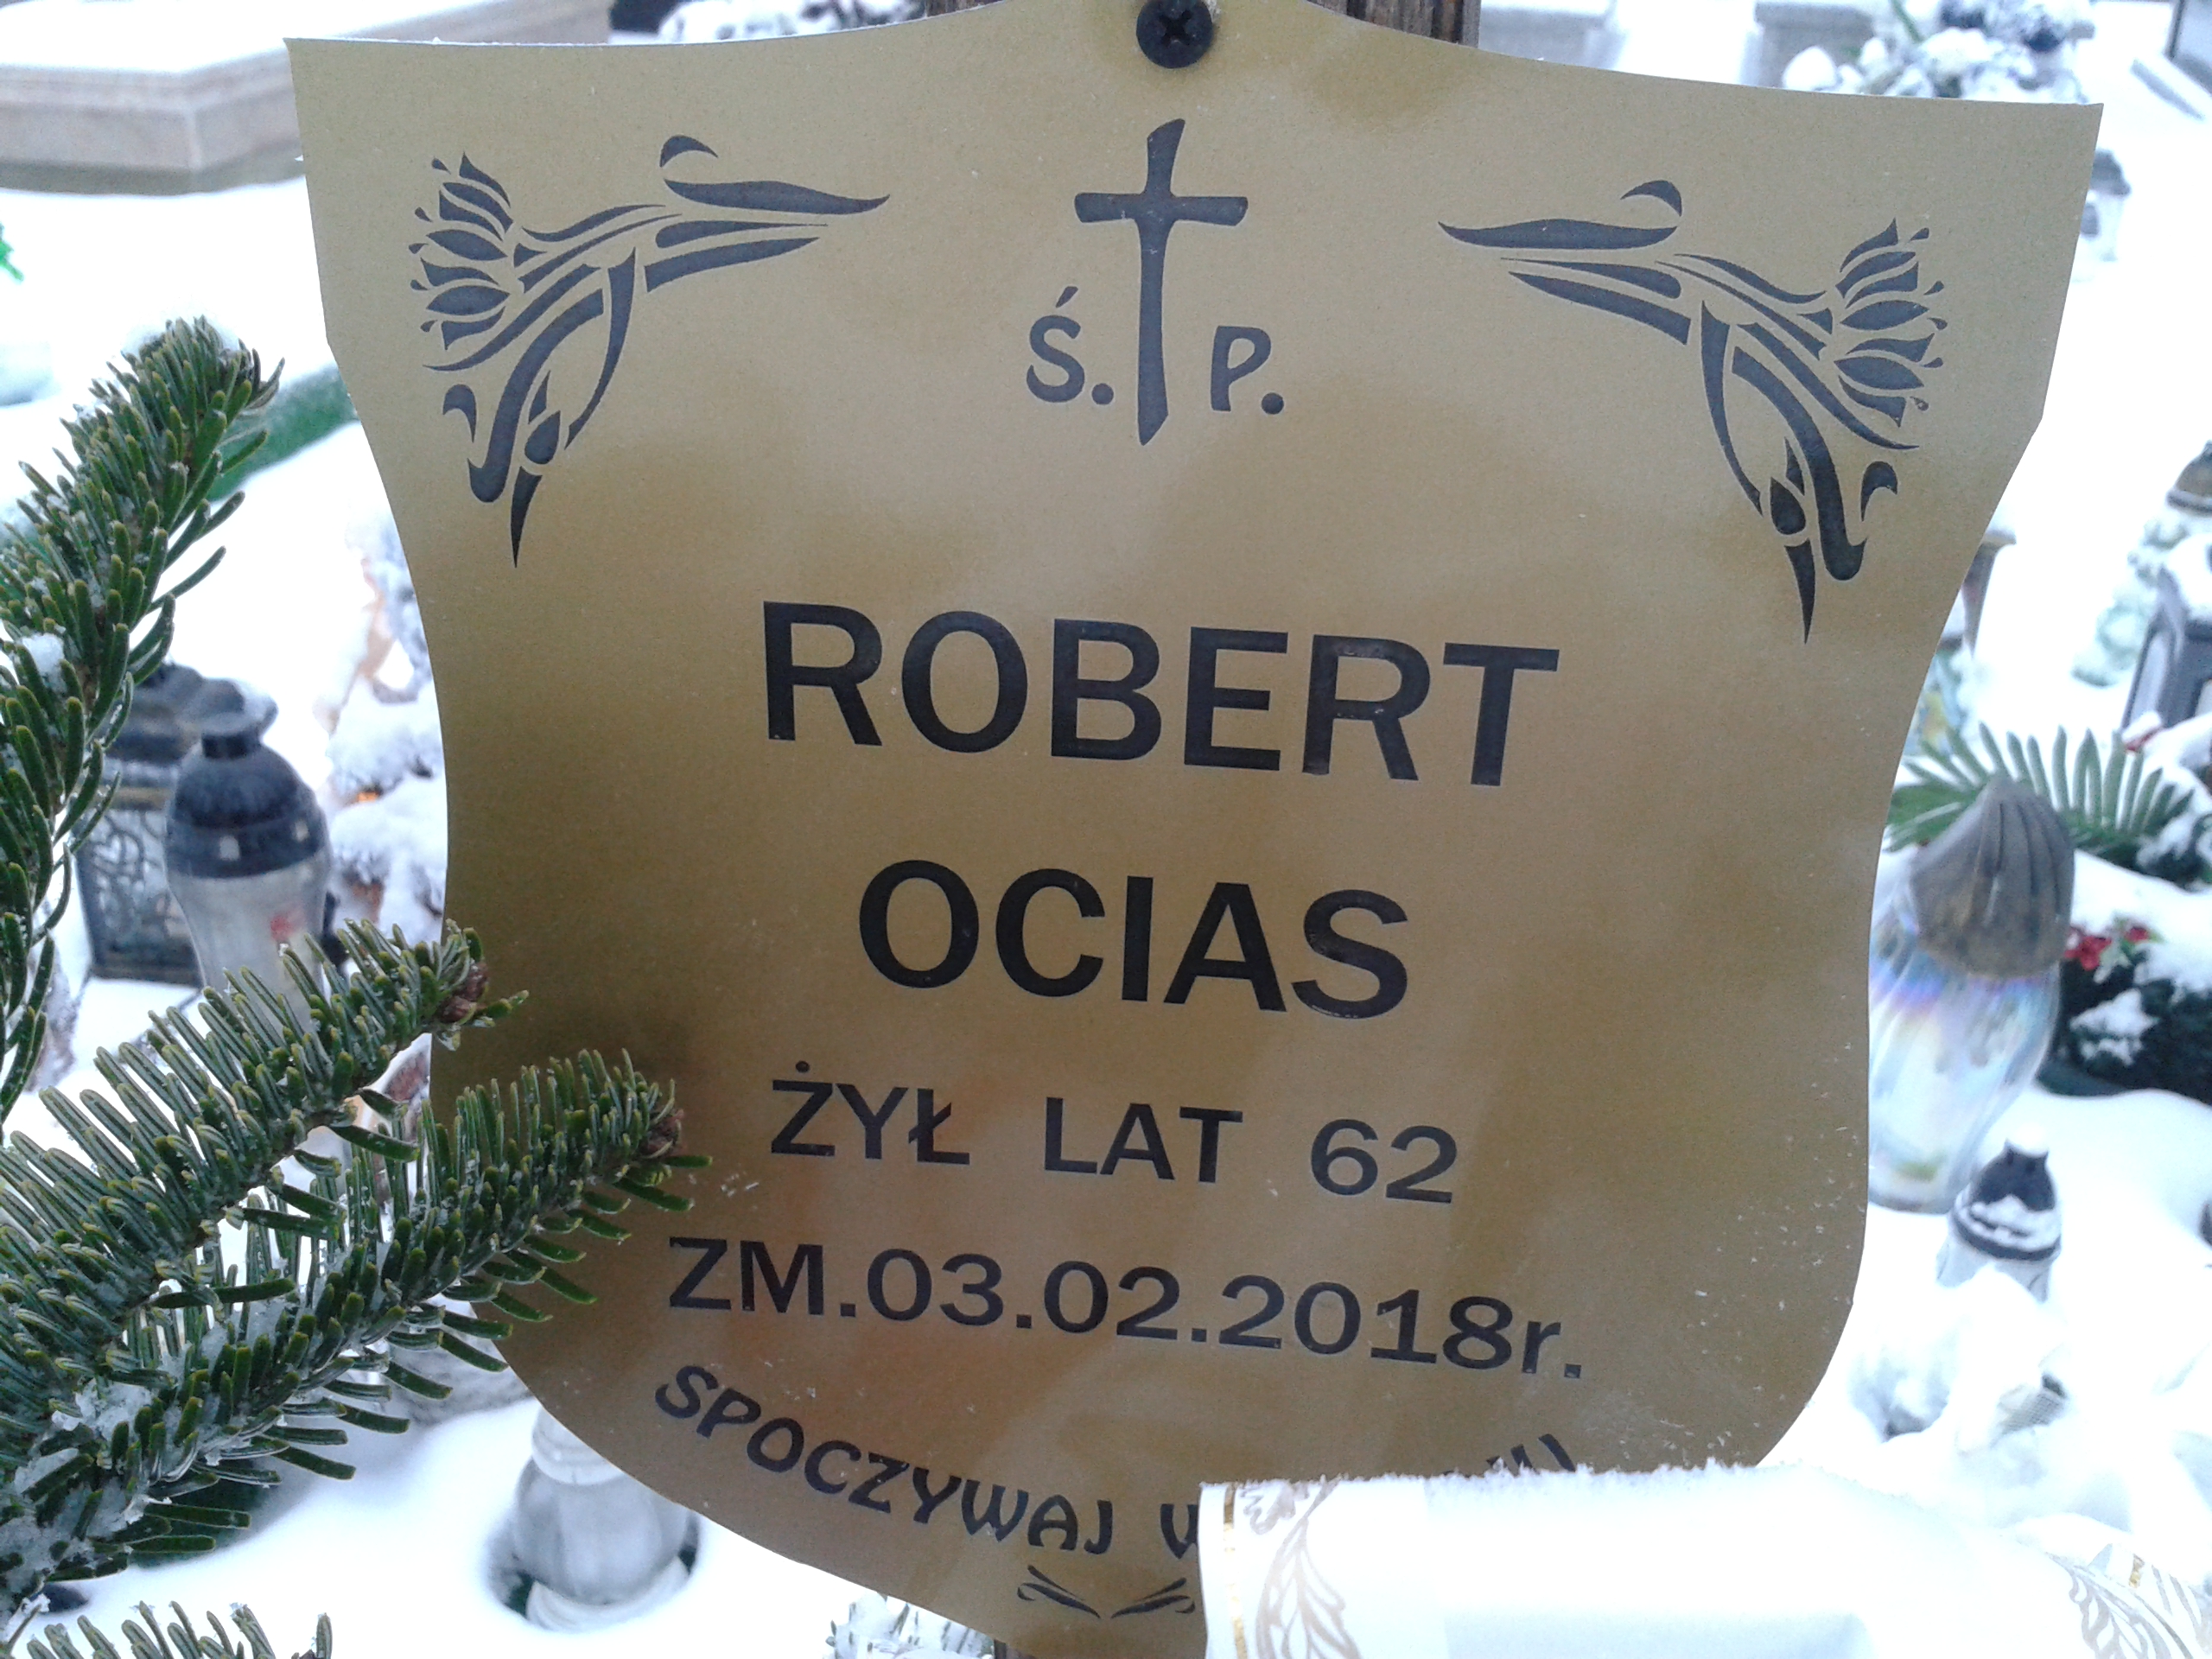 Ś. P.
ROBERT
OCIAS
ŻYŁ LAT 62
ZM.03.02.2018r.
SPOCZYWAJ W